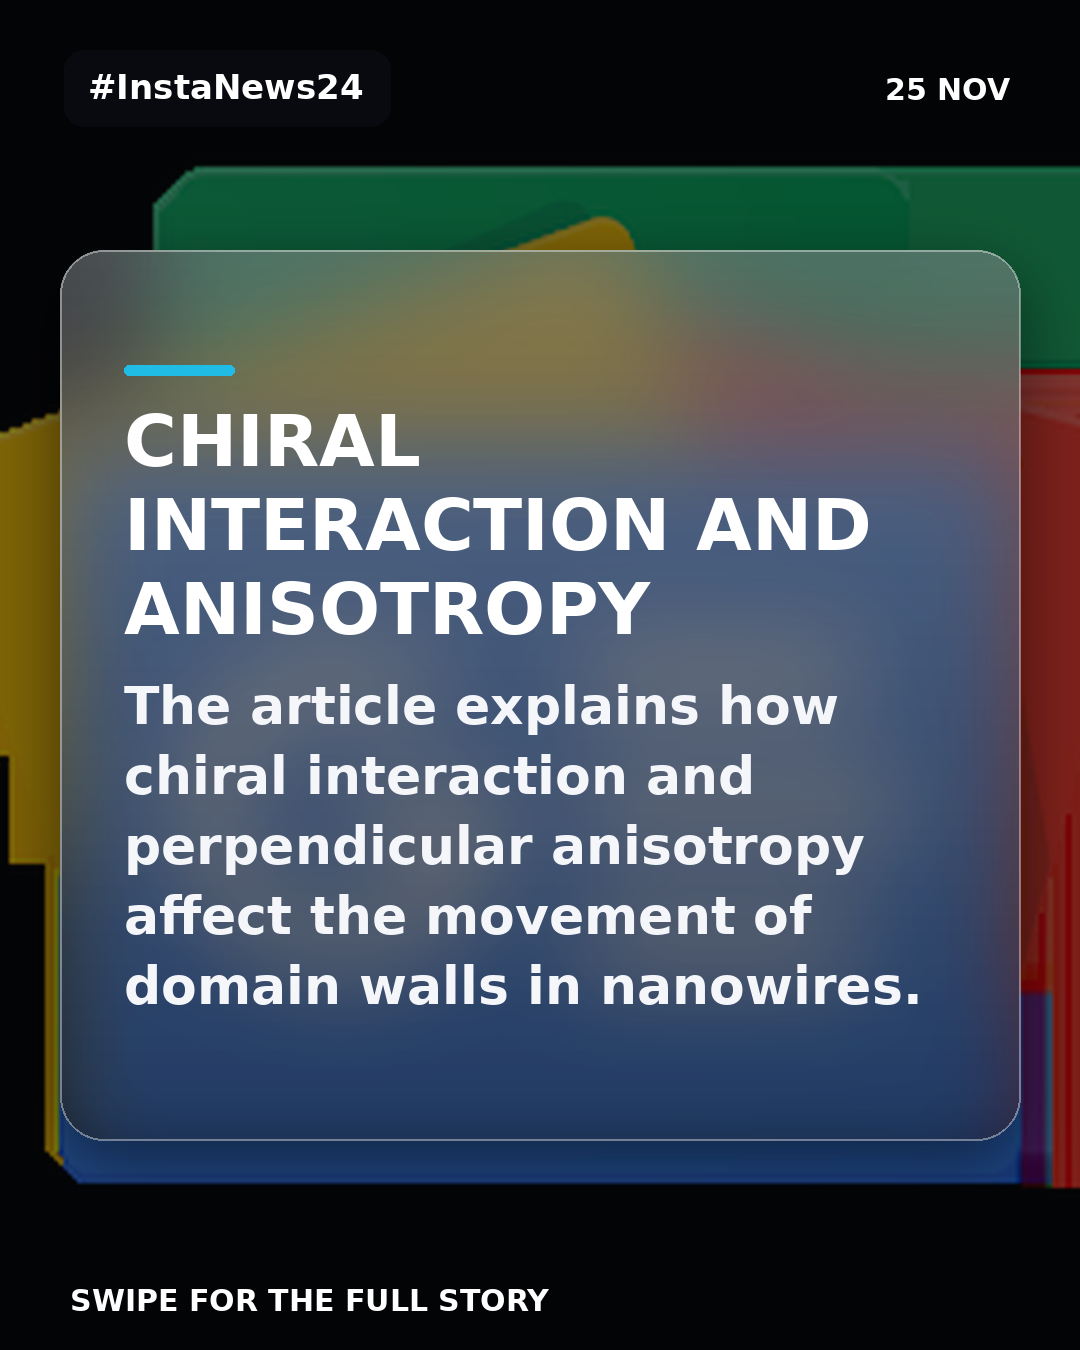 #InstaNews24
25 NOV
CHIRAL
INTERACTION AND
ANISOTROPY
The article explains how
chiral interaction and
perpendicular anisotropy
affect the movement of
domain walls in nanowires.
SWIPE FOR THE FULL STORY